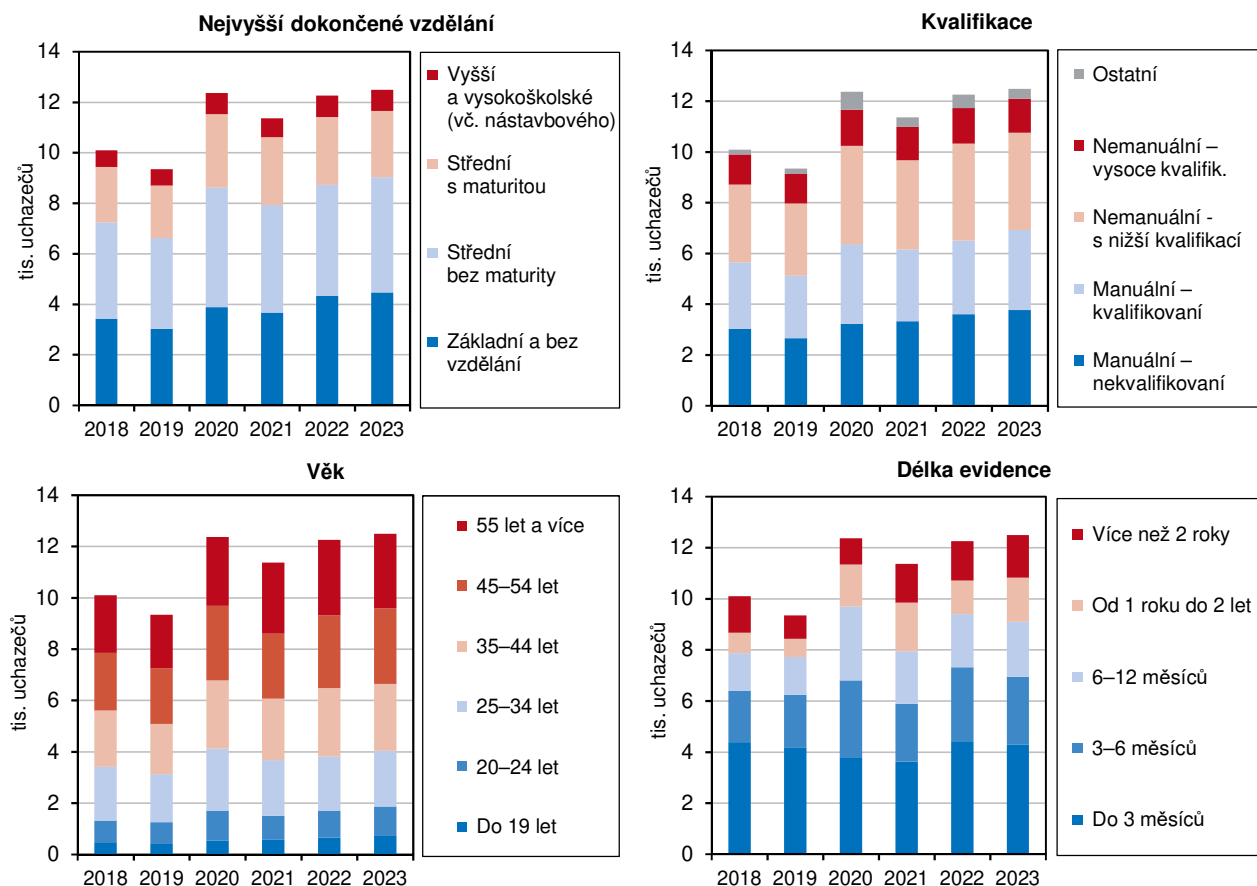 Nejvyšší dokončené vzdělání
14
12
10
8
6
4
2
0
tis. uchazečů
2018 2019 2020 2021 2022 2023
Vyšší
a vysokoškolské
(vč. nástavbového)
Střední
s maturitou
Střední
bez maturity
Základní a bez
vzdělání
Kvalifikace
14
12
10
8
6
4
2
0
tis. uchazečů
2018 2019 2020 2021 2022 2023
Ostatní
Nemanuální –
vysoce kvalifik.
Nemanuální -
s nižší kvalifikací
Manuální –
kvalifikovaní
Manuální –
nekvalifikovaní
Věk
14
12
10
8
6
4
2
0
tis. uchazečů
2018 2019 2020 2021 2022 2023
55 let a více
45–54 let
35–44 let
25–34 let
20–24 let
Do 19 let
Délka evidence
14
12
10
8
6
4
2
0
tis. uchazečů
2018 2019 2020 2021 2022 2023
Více než 2 roky
Od 1 roku do 2 let
6–12 měsíců
3–6 měsíců
Do 3 měsíců